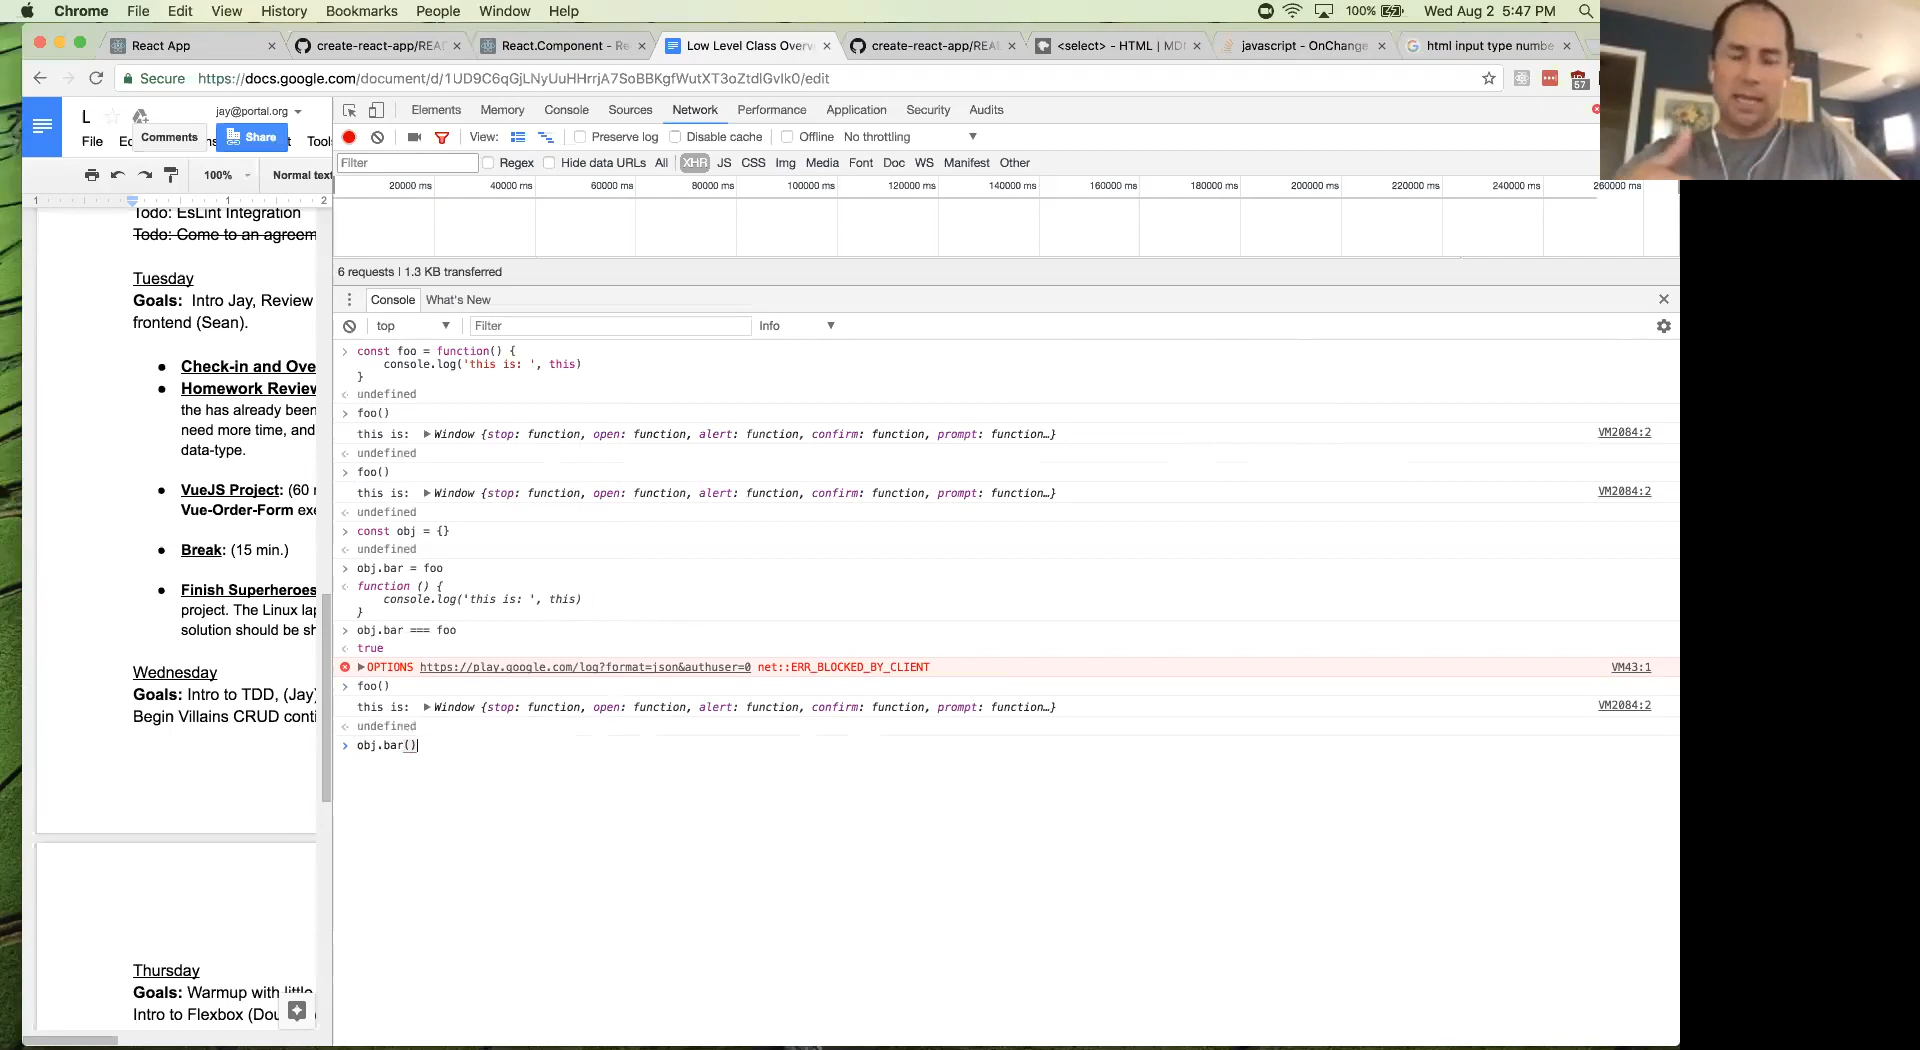 Chrome File Edit View History Bookmarks People Window Help 100% Wed Aug 2 5:47 PM
React App × create-react-app/REA × React.Component - Re × Low Level Class Overv × create-react-app/REA × <select> - HTML | MDN × javascript - OnChange × html input type numbe ×
Secure https://docs.google.com/document/d/1UD9C6qGjLNyUuHHrrjA7SoBBKgfWutXT3oZtdlGvIk0/edit 57
L jay@portal.org
File Ed Comments Share Tools
100% Normal text
1 1 2
Todo: EsLint Integration
Todo: Come to an agreem
Tuesday
Goals: Intro Jay, Review
frontend (Sean).
● Check-in and Ove
● Homework Review
the has already been
need more time, and
data-type.
● VueJS Project: (60 m
Vue-Order-Form exe
● Break: (15 min.)
● Finish Superheroes
project. The Linux lap
solution should be sh
Wednesday
Goals: Intro to TDD, (Jay)
Begin Villains CRUD conti
Thursday
Goals: Warmup with little
Intro to Flexbox (Dou
Elements Memory Console Sources Network Performance Application Security Audits
View: Preserve log Disable cache Offline No throttling
Filter Regex Hide data URLs All XHR JS CSS Img Media Font Doc WS Manifest Other
20000 ms 40000 ms 60000 ms 80000 ms 100000 ms 120000 ms 140000 ms 160000 ms 180000 ms 200000 ms 220000 ms 240000 ms 260000 ms
6 requests | 1.3 KB transferred
Console What's New ×
top Filter Info
> const foo = function() {
console.log('this is: ', this)
}
< undefined
> foo()
this is: ▶Window {stop: function, open: function, alert: function, confirm: function, prompt: function…} VM2084:2
< undefined
> foo()
this is: ▶Window {stop: function, open: function, alert: function, confirm: function, prompt: function…} VM2084:2
< undefined
> const obj = {}
< undefined
> obj.bar = foo
< function () {
console.log('this is: ', this)
}
> obj.bar === foo
< true
▶OPTIONS https://play.google.com/log?format=json&authuser=0 net::ERR_BLOCKED_BY_CLIENT VM43:1
> foo()
this is: ▶Window {stop: function, open: function, alert: function, confirm: function, prompt: function…} VM2084:2
< undefined
> obj.bar()